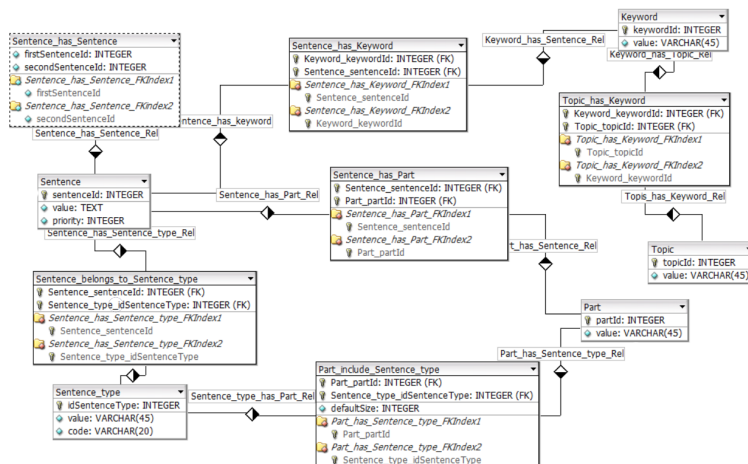 Sentence_has_Sentence
firstSentenceId: INTEGER
secondSentenceId: INTEGER
Sentence_has_Sentence_FKIndex1
firstSentenceId
Sentence_has_Sentence_FKIndex2
secondSentenceId
Sentence_has_Sentence_Rel
Sentence_has_Keyword
Keyword_keywordId: INTEGER (FK)
Sentence_sentenceId: INTEGER (FK)
Sentence_has_Keyword_FKIndex1
Sentence_sentenceId
Sentence_has_Keyword_FKIndex2
Keyword_keywordId
ntence_has_keyword
Keyword_has_Sentence_Rel
Keyword
keywordId: INTEGER
value: VARCHAR(45)
Keyword_has_Topic_Rel
Topic_has_Keyword
Keyword_keywordId: INTEGER (FK)
Topic_topicId: INTEGER (FK)
Topic_has_Keyword_FKIndex1
Topic_topicId
Topic_has_Keyword_FKIndex2
Keyword_keywordId
Topis_has_Keyword_Rel
Topic
topicId: INTEGER
value: VARCHAR(45)
Sentence
sentenceId: INTEGER
value: TEXT
priority: INTEGER
Sentence_has_Part_Rel
Sentence_has_Part
Sentence_sentenceId: INTEGER (FK)
Part_partId: INTEGER (FK)
Sentence_has_Part_FKIndex1
Sentence_sentenceId
Sentence_has_Part_FKIndex2
Part_partId
rt_has_Sentence_Rel
Sentence_has_Sentence_type_Rel
Sentence_belongs_to_Sentence_type
Sentence_sentenceId: INTEGER (FK)
Sentence_type_idSentenceType: INTEGER (FK)
Sentence_has_Sentence_type_FKIndex1
Sentence_sentenceId
Sentence_has_Sentence_type_FKIndex2
Sentence_type_idSentenceType
Part
partId: INTEGER
value: VARCHAR(45)
Part_has_Sentence_type_Rel
Sentence_type
idSentenceType: INTEGER
value: VARCHAR(45)
code: VARCHAR(20)
Sentence_type_has_Part_Rel
Part_include_Sentence_type
Part_partId: INTEGER (FK)
Sentence_type_idSentenceType: INTEGER (FK)
defaultSize: INTEGER
Part_has_Sentence_type_FKIndex1
Part_partId
Part_has_Sentence_type_FKIndex2
Sentence_type_idSentenceType